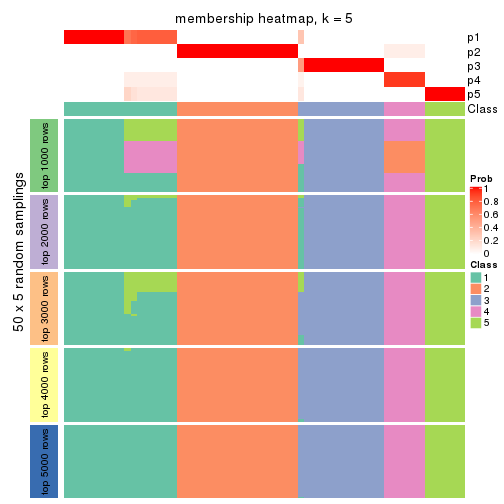 membership heatmap, k = 5
p1
p2
p3
p4
p5
Class
50 x 5 random samplings
top 1000 rows
top 2000 rows
top 3000 rows
top 4000 rows
top 5000 rows
Prob
1
0.8
0.6
0.4
0.2
0
Class
1
2
3
4
5